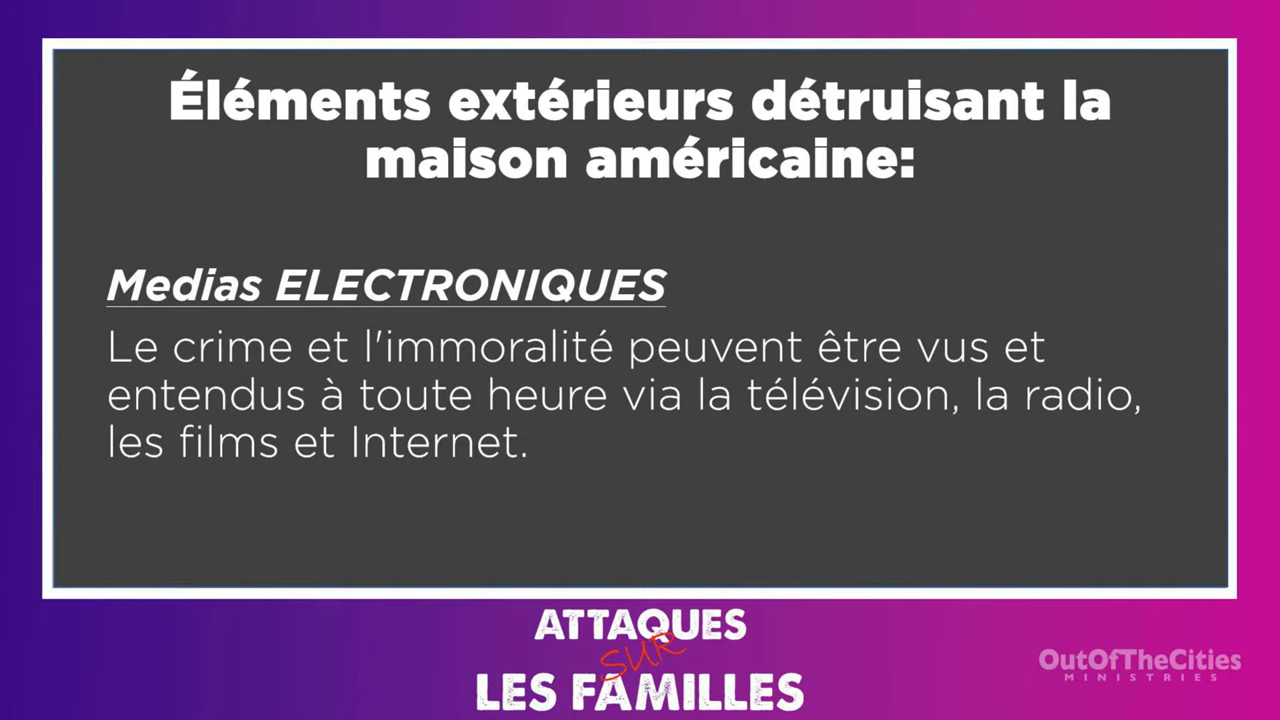 Éléments extérieurs détruisant la
maison américaine:
Medias ELECTRONIQUES
Le crime et l'immoralité peuvent être vus et
entendus à toute heure via la télévision, la radio,
les films et Internet.
ATTAQUES
SUR
LES FAMILLES
OutOfTheCities
MINISTRIES